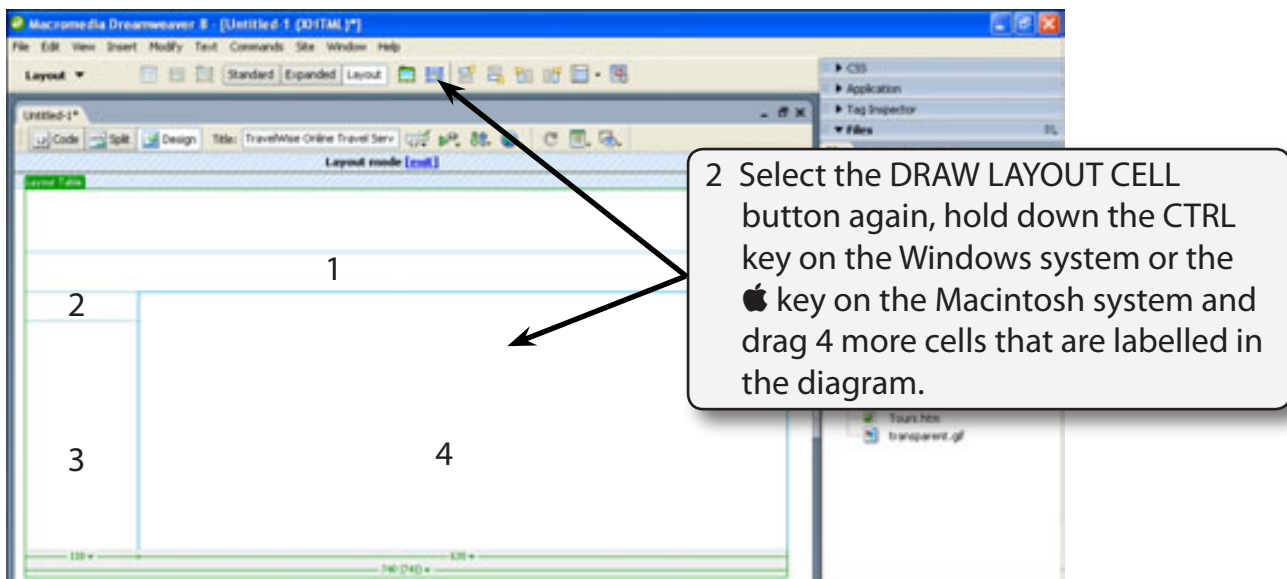 Macromedia Dreamweaver 8 - [Untitled-1 (XHTML)*]
File Edit View Insert Modify Text Commands Site Window Help
Layout Standard Expanded Layout
CSS
Application
Tag Inspector
Files
Untitled-1*
Code Split Design Title: TravelWise Online Travel Serv
Layout mode [exit]
Layout Table
1
2
3
4
2 Select the DRAW LAYOUT CELL
button again, hold down the CTRL
key on the Windows system or the
key on the Macintosh system and
drag 4 more cells that are labelled in
the diagram.
Tours.htm
transparent.gif